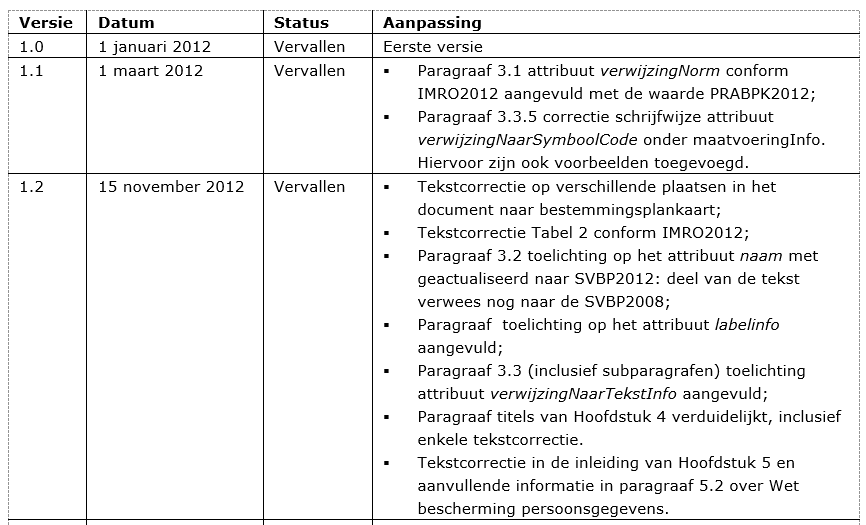 Versie Datum Status Aanpassing
1.0 1 januari 2012 Vervallen Eerste versie
1.1 1 maart 2012 Vervallen ▪ Paragraaf 3.1 attribuut verwijzingNorm conform
IMRO2012 aangevuld met de waarde PRABPK2012;
▪ Paragraaf 3.3.5 correctie schrijfwijze attribuut
verwijzingNaarSymboolCode onder maatvoeringInfo.
Hiervoor zijn ook voorbeelden toegevoegd.
1.2 15 november 2012 Vervallen ▪ Tekstcorrectie op verschillende plaatsen in het
document naar bestemmingsplankaart;
▪ Tekstcorrectie Tabel 2 conform IMRO2012;
▪ Paragraaf 3.2 toelichting op het attribuut naam met
geactualiseerd naar SVBP2012: deel van de tekst
verwees nog naar de SVBP2008;
▪ Paragraaf  toelichting op het attribuut labelinfo
aangevuld;
▪ Paragraaf 3.3 (inclusief subparagrafen) toelichting
attribuut verwijzingNaarTekstInfo aangevuld;
▪ Paragraaf titels van Hoofdstuk 4 verduidelijkt, inclusief
enkele tekstcorrectie.
▪ Tekstcorrectie in de inleiding van Hoofdstuk 5 en
aanvullende informatie in paragraaf 5.2 over Wet
bescherming persoonsgegevens.